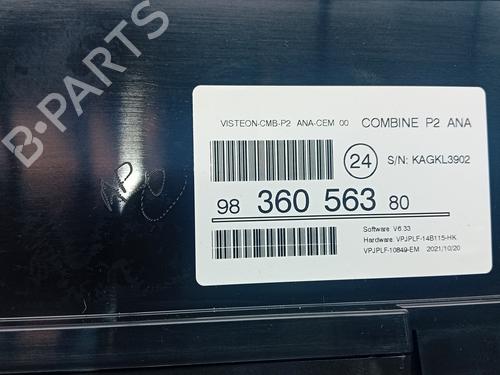 B-PARTS
VISTEON-CMB-P2 ANA-CEM 00 COMBINE P2 ANA
24 S/N: KAGKL3902
98 360 563 80
Software: V6.33
Hardware: VPJPLF-14B115-HK
VPJPLF-10849-EM 2021/10/20